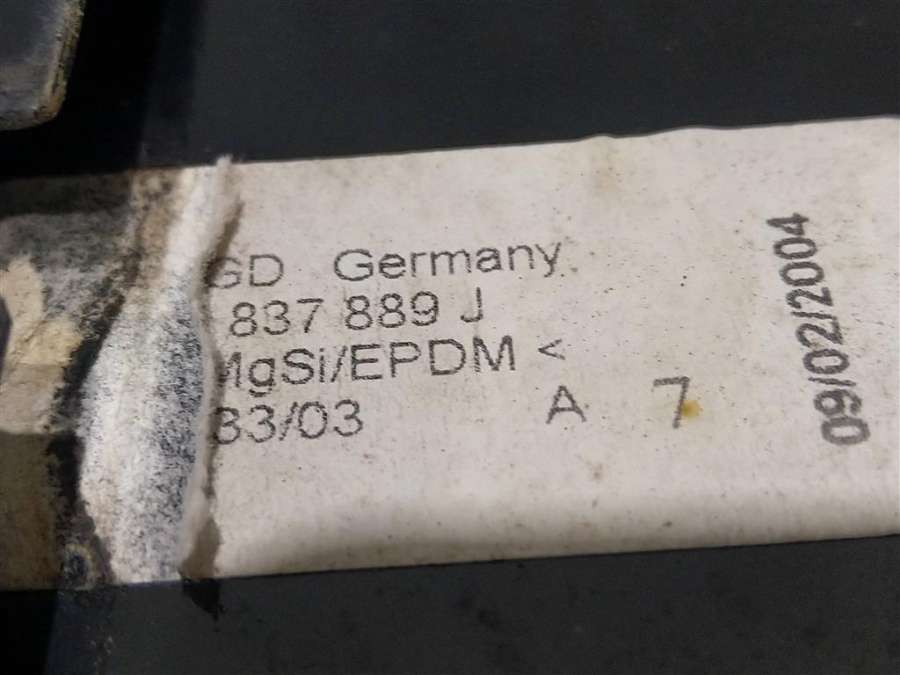 GD Germany
837 889 J
MgSi/EPDM <
33/03 A 7
09/02/2004